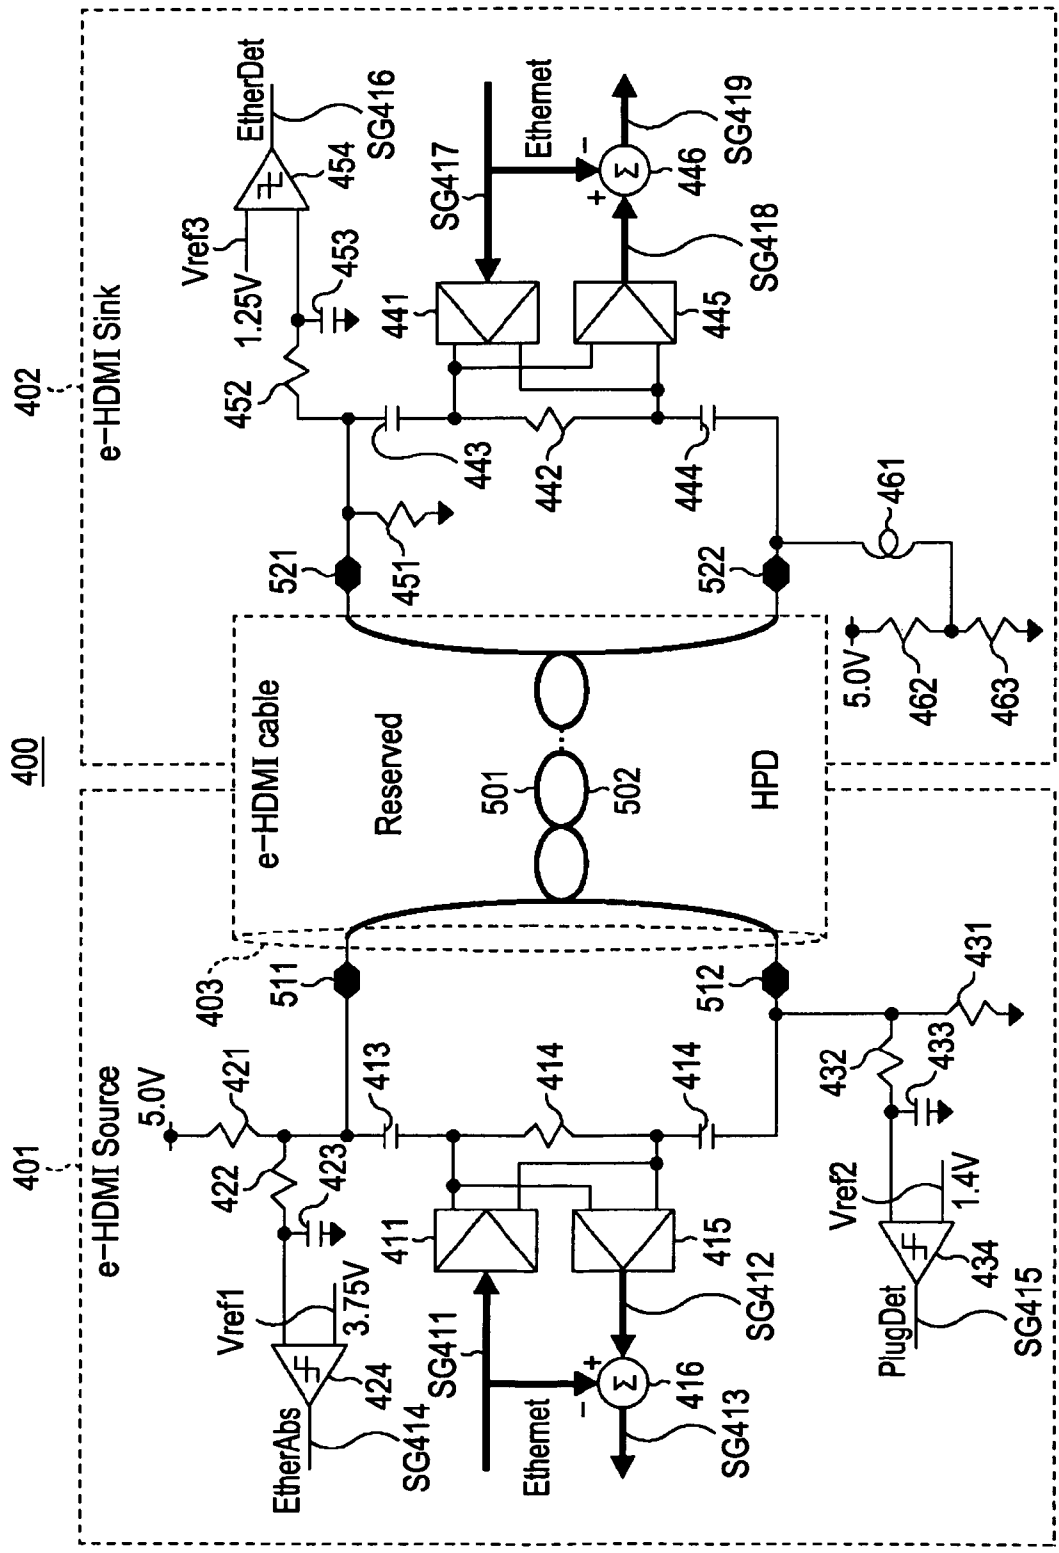 400
401
e-HDMI Source
402
e-HDMI Sink
403
e-HDMI cable
Reserved
501
502
HPD
5.0V
421
422
423
Vref1
3.75V
424
EtherAbs
SG414
511
413
414
414
411
415
SG411
Ethernet
SG412
+
−
Σ
416
SG413
512
431
432
433
Vref2
1.4V
434
PlugDet
SG415
521
451
452
453
Vref3
1.25V
454
EtherDet
SG416
443
442
444
441
445
SG417
Ethernet
SG418
+
−
Σ
446
SG419
522
461
5.0V
462
463